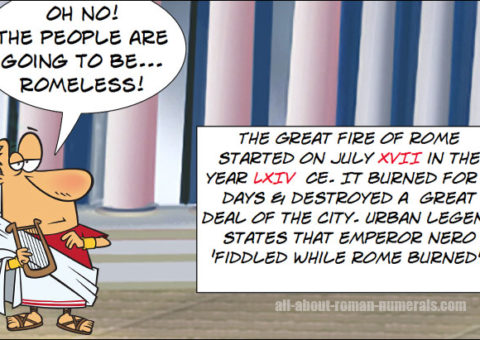 OH NO!
THE PEOPLE ARE
GOING TO BE...
ROMELESS!
THE GREAT FIRE OF ROME
STARTED ON JULY XVII IN THE
YEAR LXIV CE. IT BURNED FOR
DAYS & DESTROYED A GREAT
DEAL OF THE CITY. URBAN LEGEN
STATES THAT EMPEROR NERO
'FIDDLED WHILE ROME BURNED'
all-about-roman-numerals.com